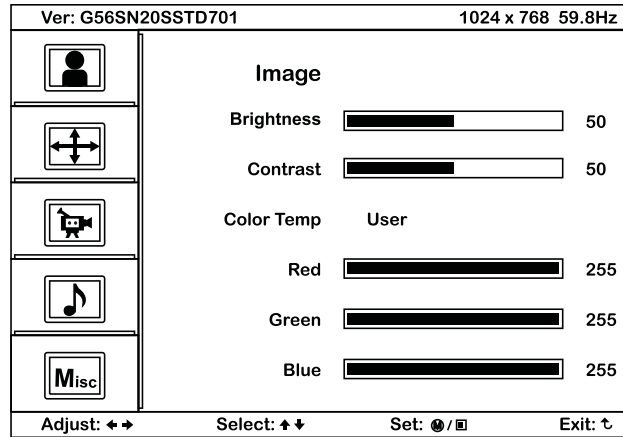 Ver: G56SN20SSTD701 1024 x 768 59.8Hz
Image
Brightness 50
Contrast 50
Color Temp User
Red 255
Green 255
Blue 255
Misc
Adjust: Select: Set: M / Exit: